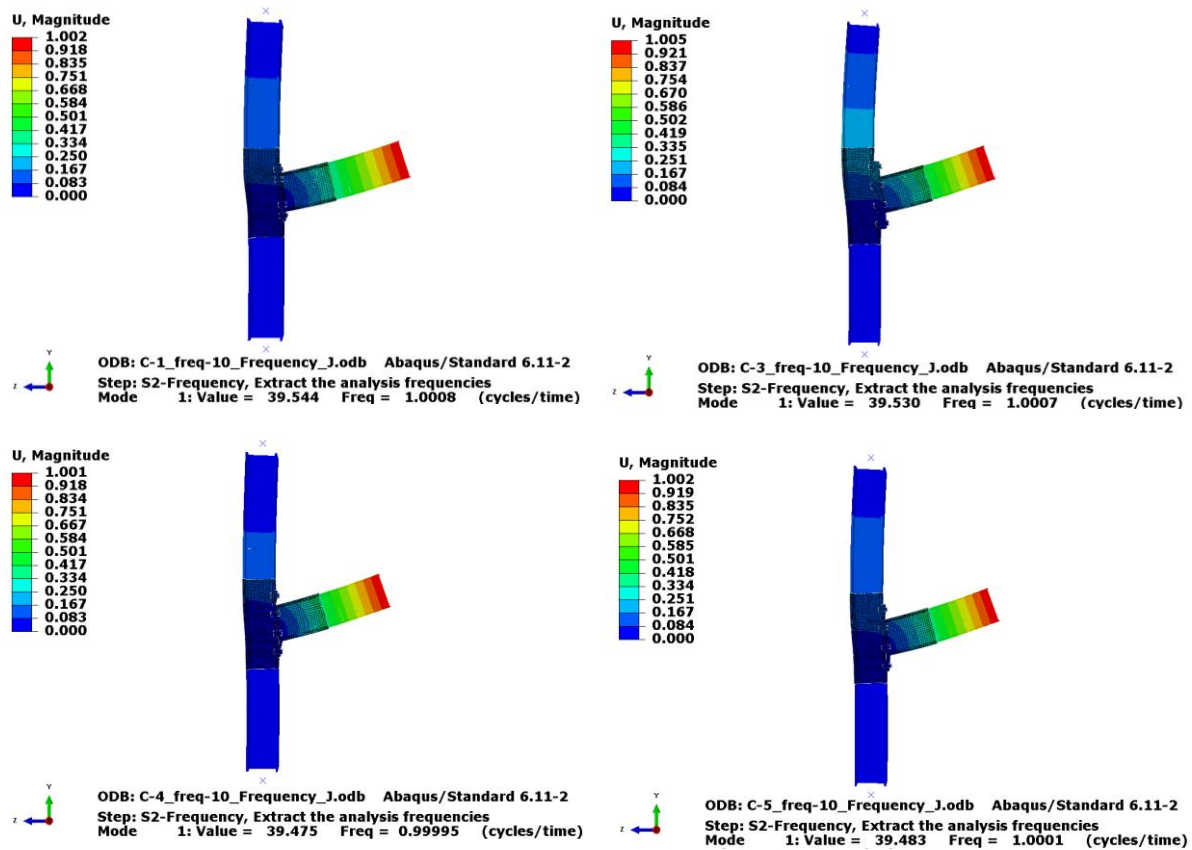 U, Magnitude
1.002
0.918
0.835
0.751
0.668
0.584
0.501
0.417
0.334
0.250
0.167
0.083
0.000
Y
Z
ODB: C-1_freq-10_Frequency_J.odb Abaqus/Standard 6.11-2
Step: S2-Frequency, Extract the analysis frequencies
Mode 1: Value = 39.544 Freq = 1.0008 (cycles/time)
U, Magnitude
1.005
0.921
0.837
0.754
0.670
0.586
0.502
0.419
0.335
0.251
0.167
0.084
0.000
Y
Z
ODB: C-3_freq-10_Frequency_J.odb Abaqus/Standard 6.11-2
Step: S2-Frequency, Extract the analysis frequencies
Mode 1: Value = 39.530 Freq = 1.0007 (cycles/time)
U, Magnitude
1.001
0.918
0.834
0.751
0.667
0.584
0.501
0.417
0.334
0.250
0.167
0.083
0.000
Y
Z
ODB: C-4_freq-10_Frequency_J.odb Abaqus/Standard 6.11-2
Step: S2-Frequency, Extract the analysis frequencies
Mode 1: Value = 39.475 Freq = 0.99995 (cycles/time)
U, Magnitude
1.002
0.919
0.835
0.752
0.668
0.585
0.501
0.418
0.334
0.251
0.167
0.084
0.000
Y
Z
ODB: C-5_freq-10_Frequency_J.odb Abaqus/Standard 6.11-2
Step: S2-Frequency, Extract the analysis frequencies
Mode 1: Value = 39.483 Freq = 1.0001 (cycles/time)